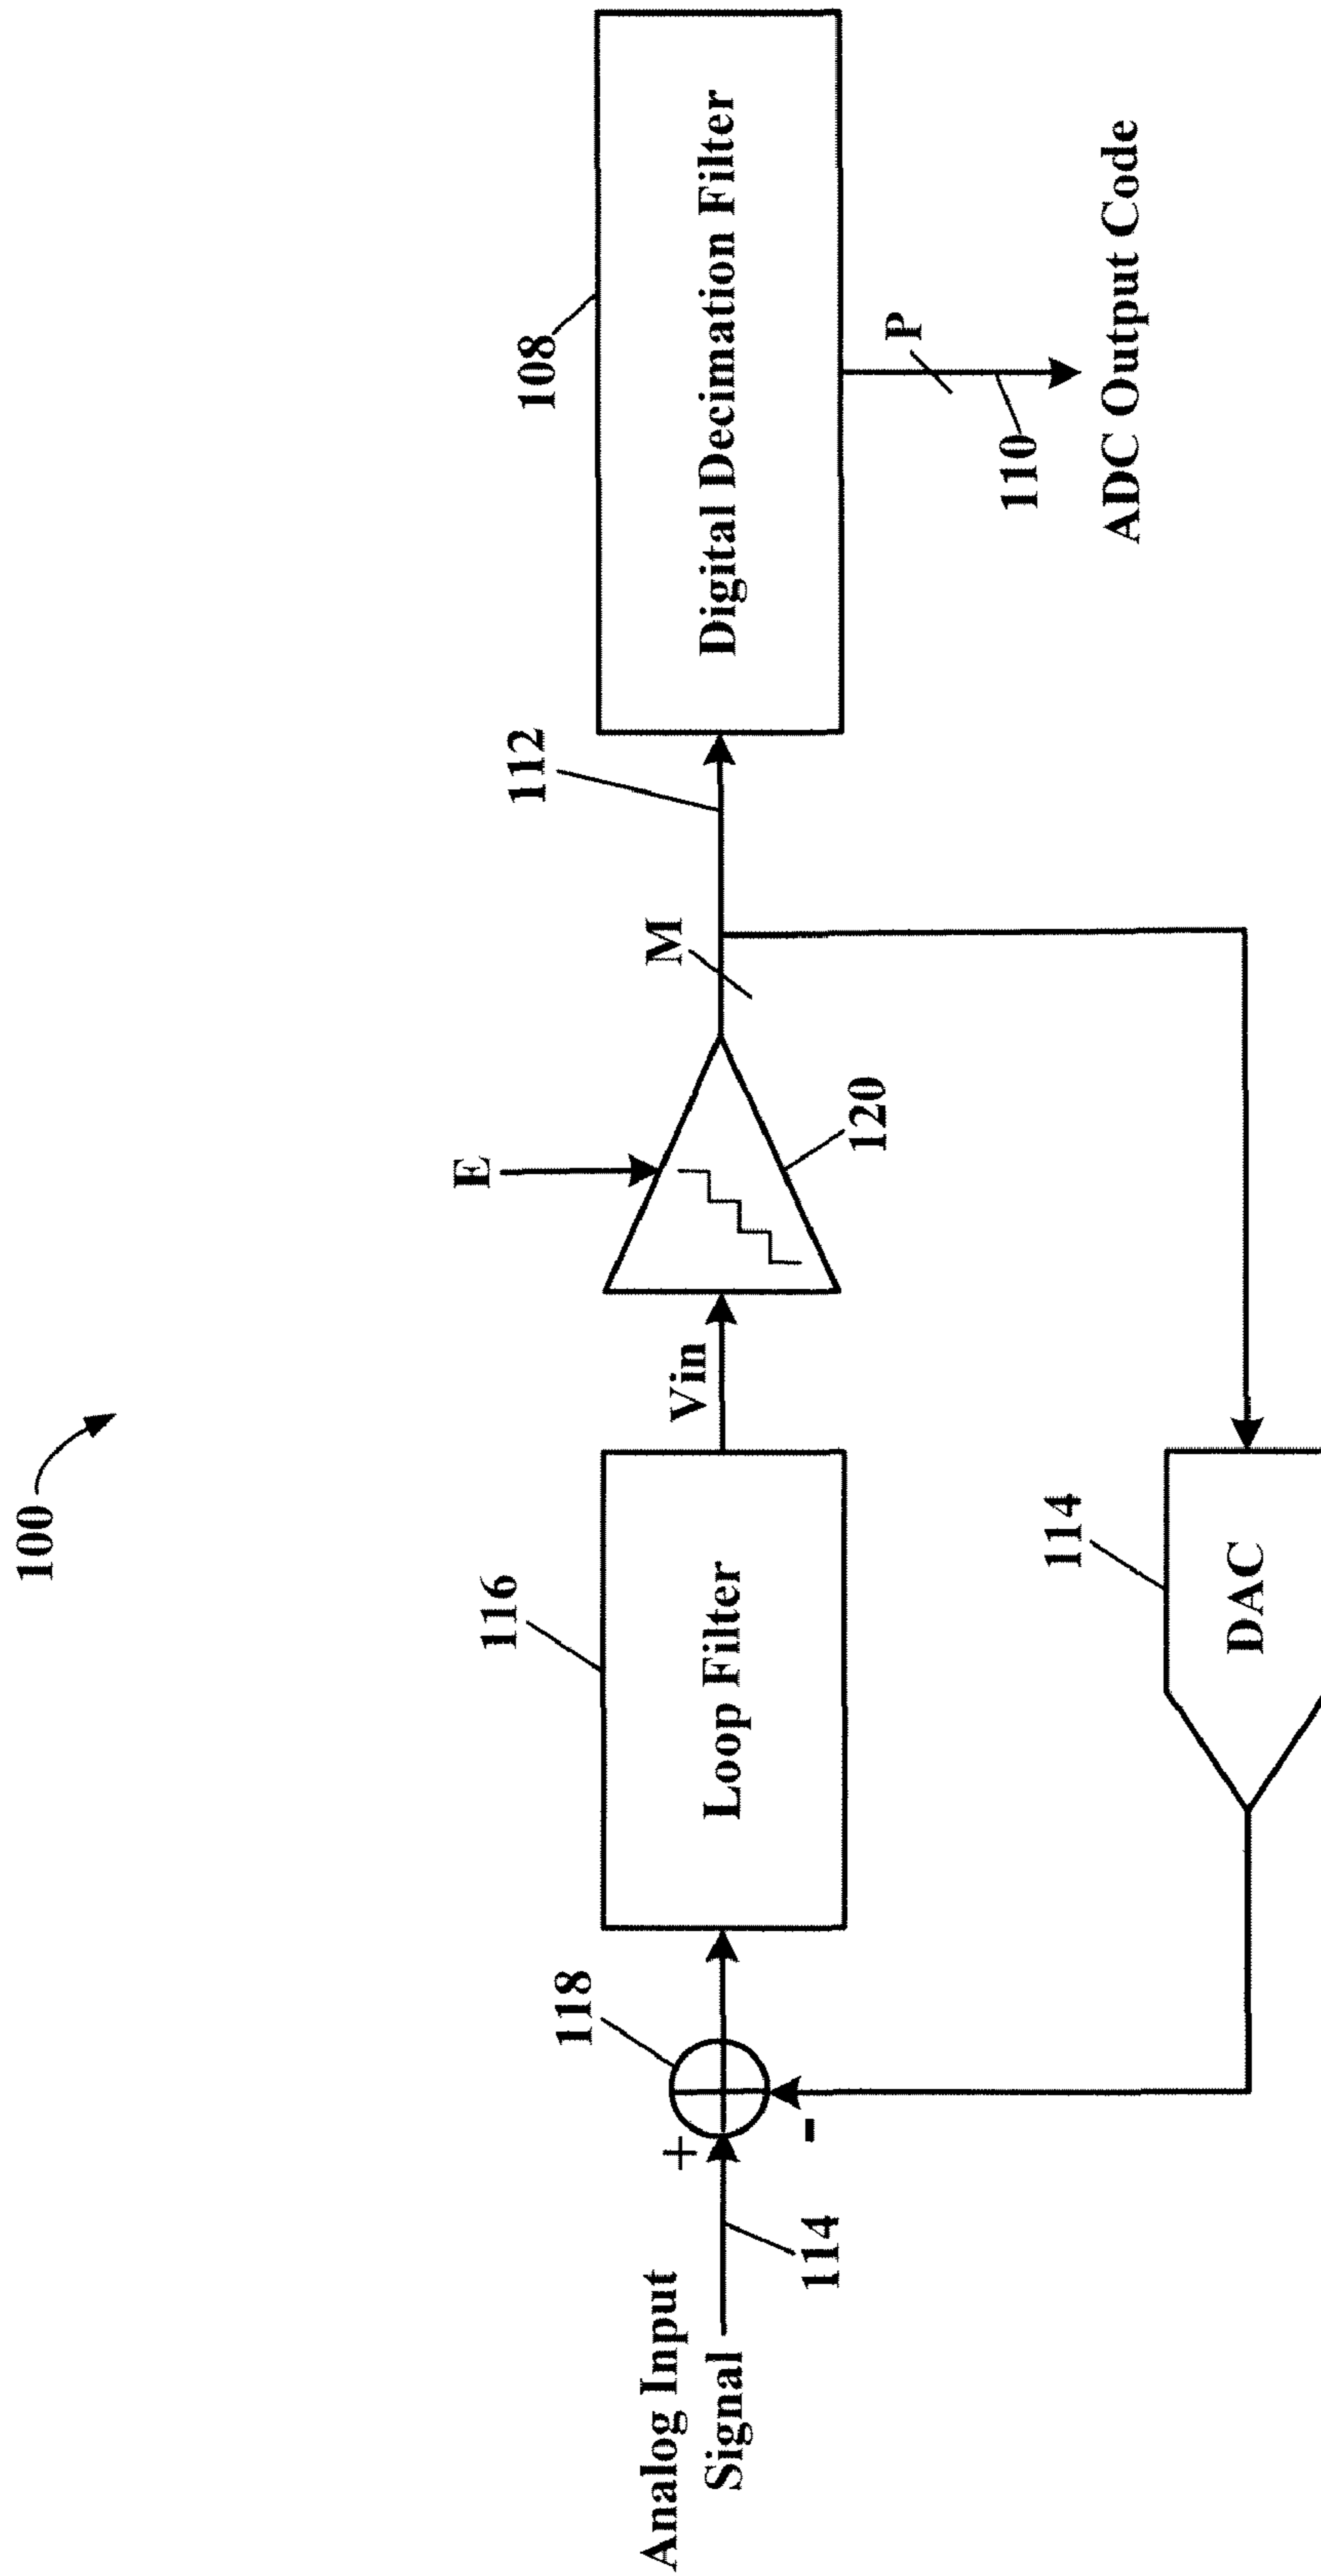 100
Analog Input
Signal
114
+
-
118
116
Loop Filter
Vin
E
120
M
112
108
Digital Decimation Filter
P
110
ADC Output Code
114
DAC